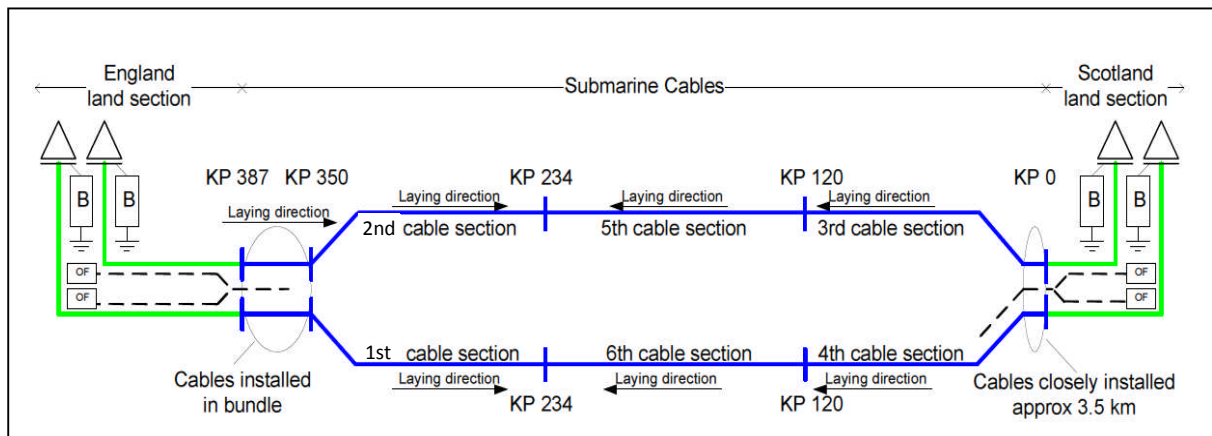 England
land section
Submarine Cables
Scotland
land section
B
B
KP 387
KP 350
KP 234
KP 120
KP 0
B
B
Laying direction
Laying direction
Laying direction
Laying direction
2nd cable section
5th cable section
3rd cable section
OF
OF
OF
OF
1st cable section
6th cable section
4th cable section
Laying direction
Laying direction
Laying direction
KP 234
KP 120
Cables installed
in bundle
Cables closely installed
approx 3.5 km